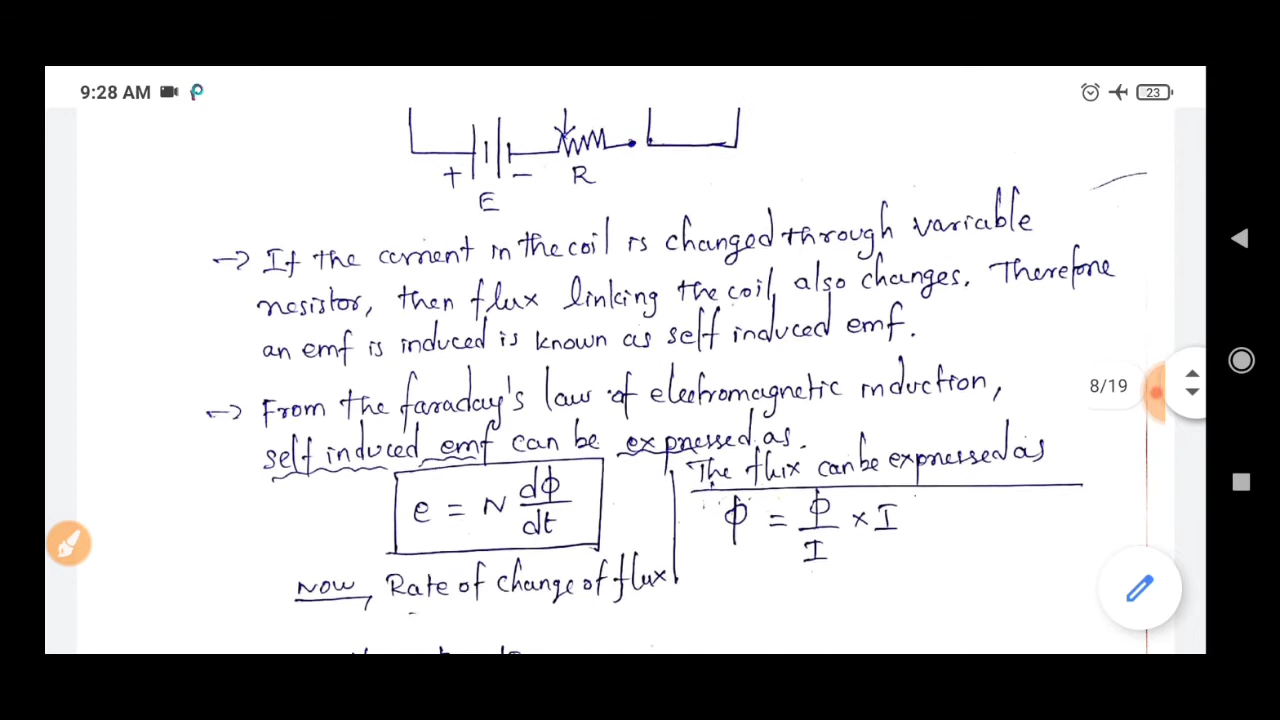 9:28 AM
23
+
−
R
E
→ If the current in the coil is changed through variable
resistor, then flux linking the coil also changes. Therefore
an emf is induced is known as self induced emf.
→ From the faraday's law of electromagnetic induction,
self induced emf can be expressed as.
e = N dφ/dt
The flux can be expressed as
φ = φ/I × I
Now, Rate of change of flux
8/19